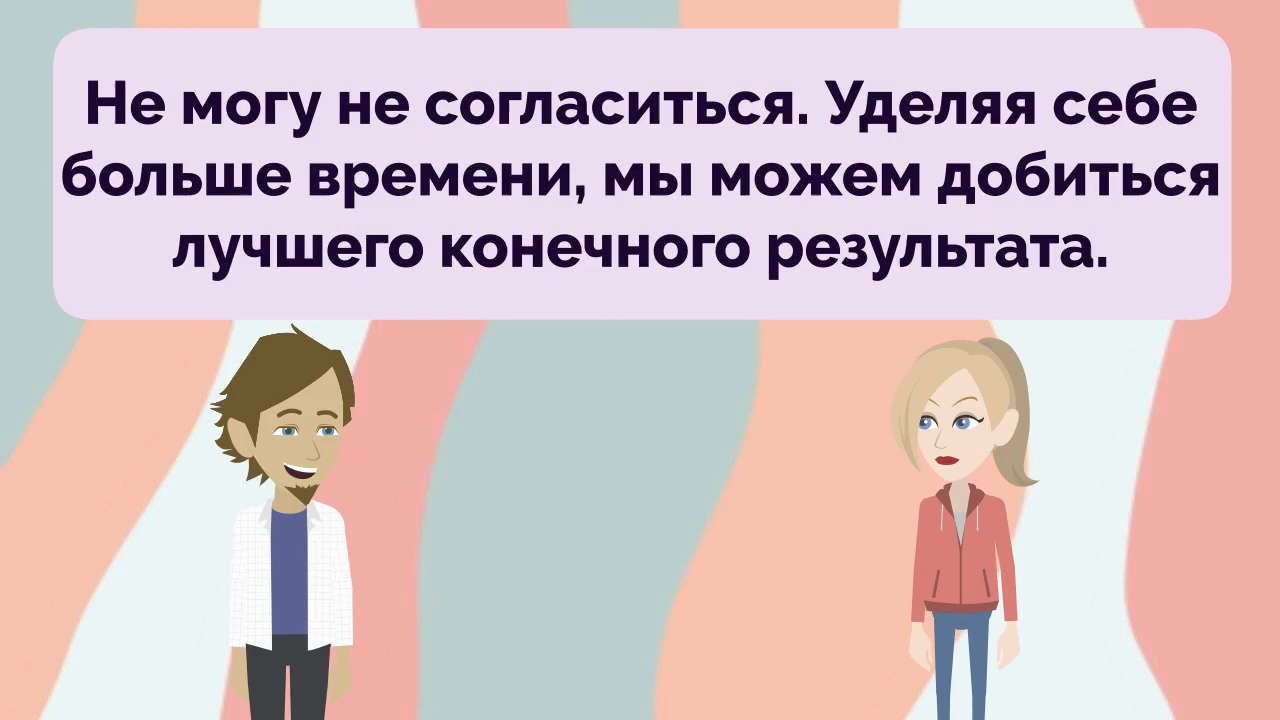 Не могу не согласиться. Уделяя себе
больше времени, мы можем добиться
лучшего конечного результата.